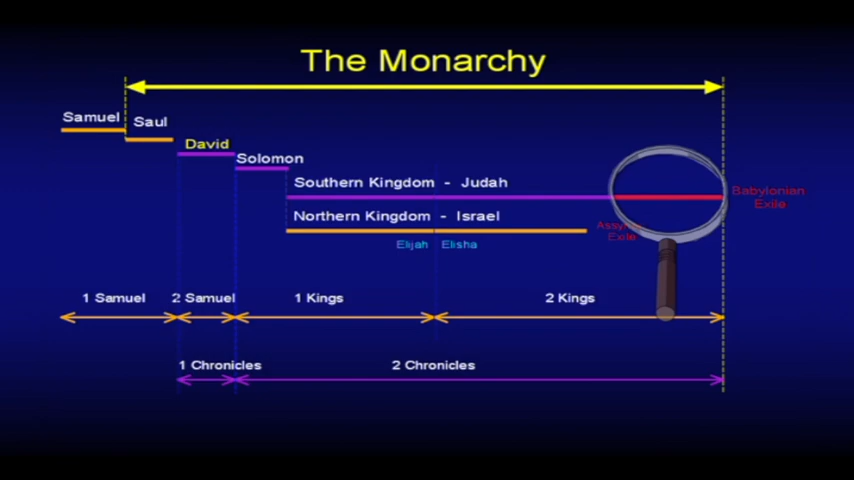 The Monarchy
Samuel
Saul
David
Solomon
Southern Kingdom - Judah
Babylonian
Exile
Northern Kingdom - Israel
Exile
Elijah
Elisha
1 Samuel
2 Samuel
1 Kings
2 Kings
1 Chronicles
2 Chronicles